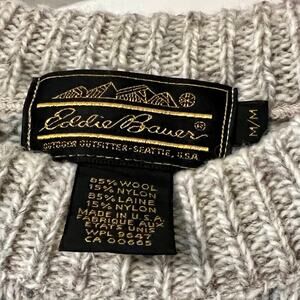 Eddie Bauer
OUTDOOR OUTFITTER-SEATTLE, U.S.A.
M/M
85% WOOL
15% NYLON
85% LAINE
15% NYLON
MADE IN U.S.A.
FABRIQUE AUX
ETATS UNIS
WPL 9647
CA 00665